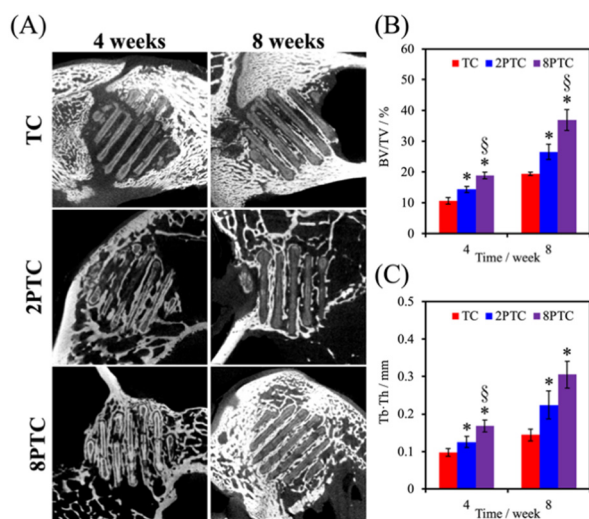 (A)
4 weeks 8 weeks
TC
2PTC
8PTC
(B)
BV/TV / %
60
50
40
30
20
10
0
TC 2PTC 8PTC
* § * * § *
4 8
Time / week
(C)
Tb·Th / mm
0.5
0.4
0.3
0.2
0.1
0
TC 2PTC 8PTC
* § * * *
4 8
Time / week